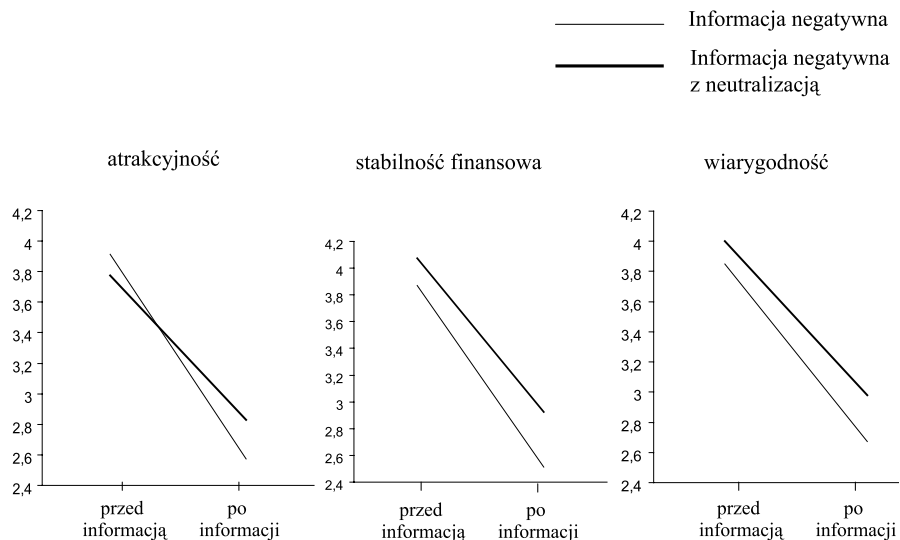 Informacja negatywna
Informacja negatywna
z neutralizacją
atrakcyjność
4,2
4
3,8
3,6
3,4
3,2
3
2,8
2,6
2,4
przed
informacją
po
informacji
stabilność finansowa
4,2
4
3,8
3,6
3,4
3,2
3
2,8
2,6
2,4
przed
informacją
po
informacji
wiarygodność
4,2
4
3,8
3,6
3,4
3,2
3
2,8
2,6
2,4
przed
informacją
po
informacji